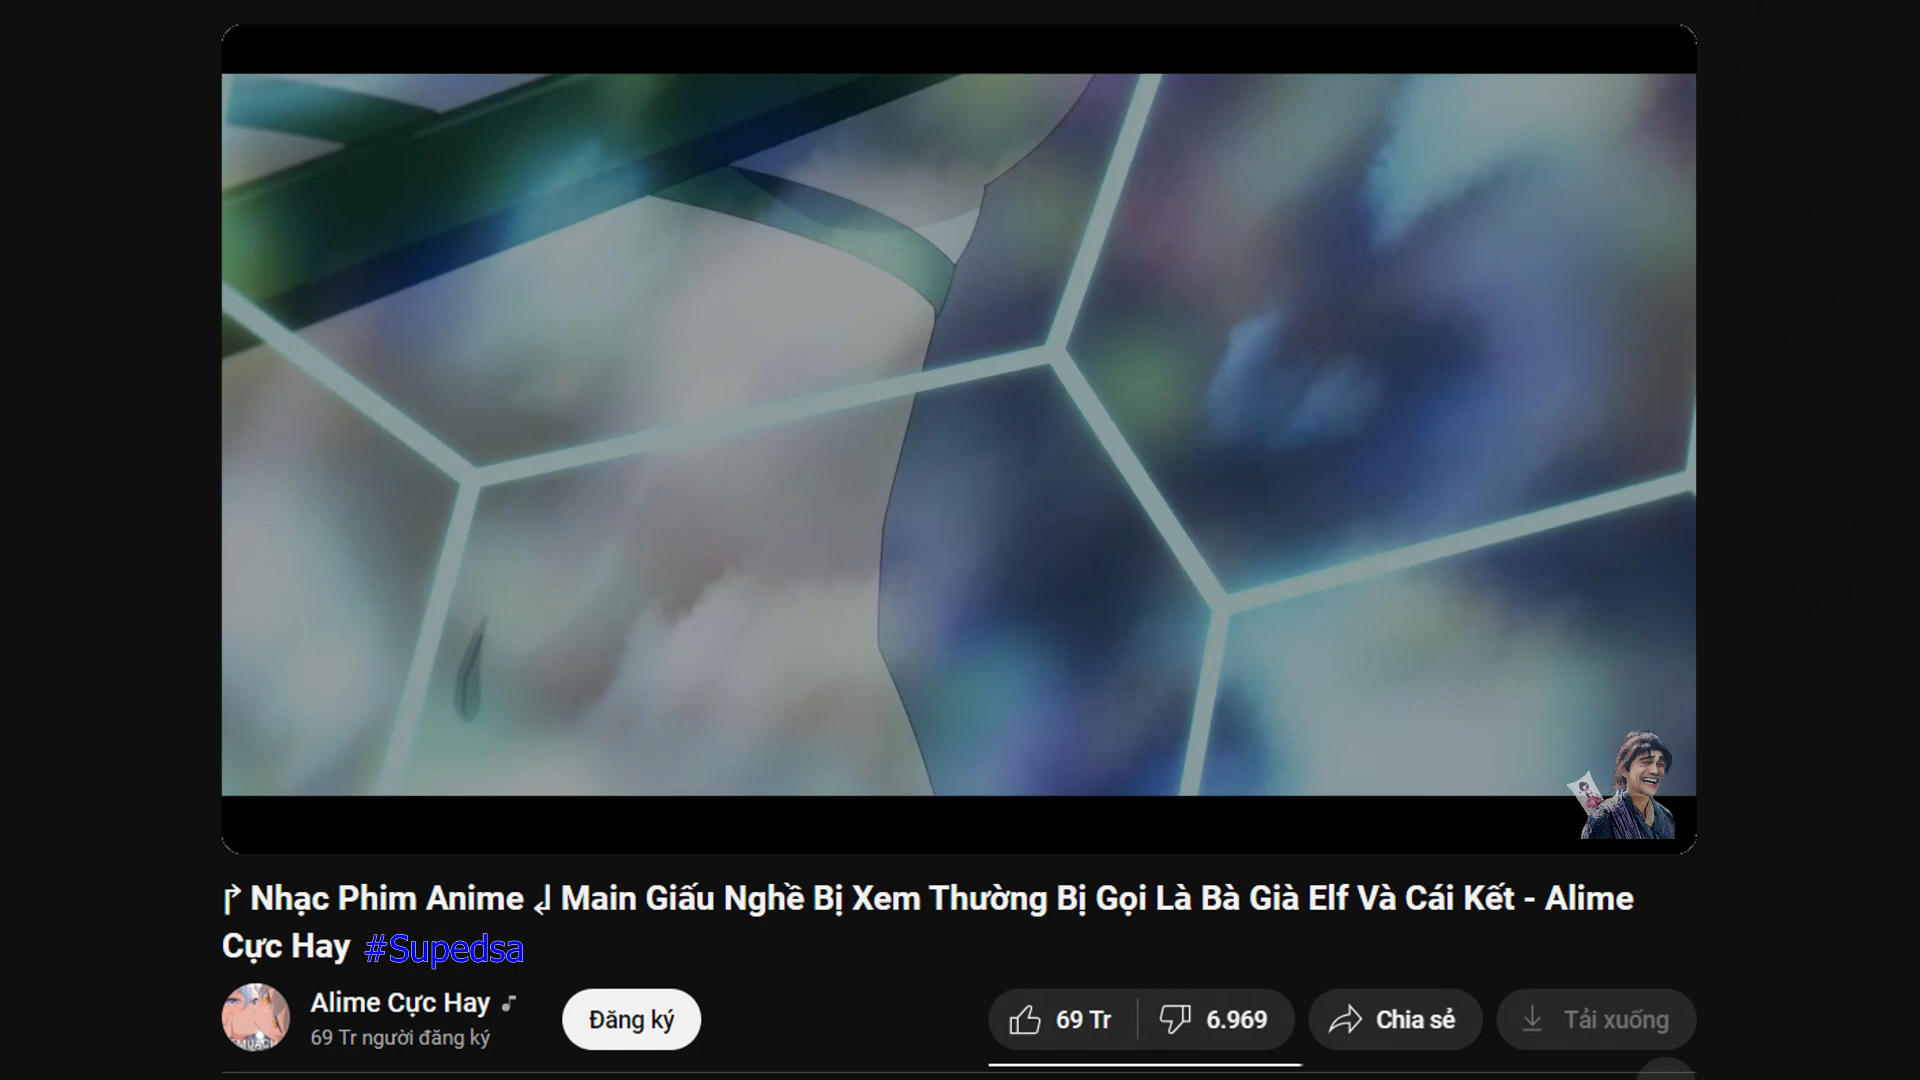 ↱ Nhạc Phim Anime ↲ Main Giấu Nghề Bị Xem Thường Bị Gọi Là Bà Già Elf Và Cái Kết - Alime
Cực Hay #Supedsa
Alime Cực Hay
69 Tr người đăng ký
Đăng ký
69 Tr
6.969
Chia sẻ
Tải xuống